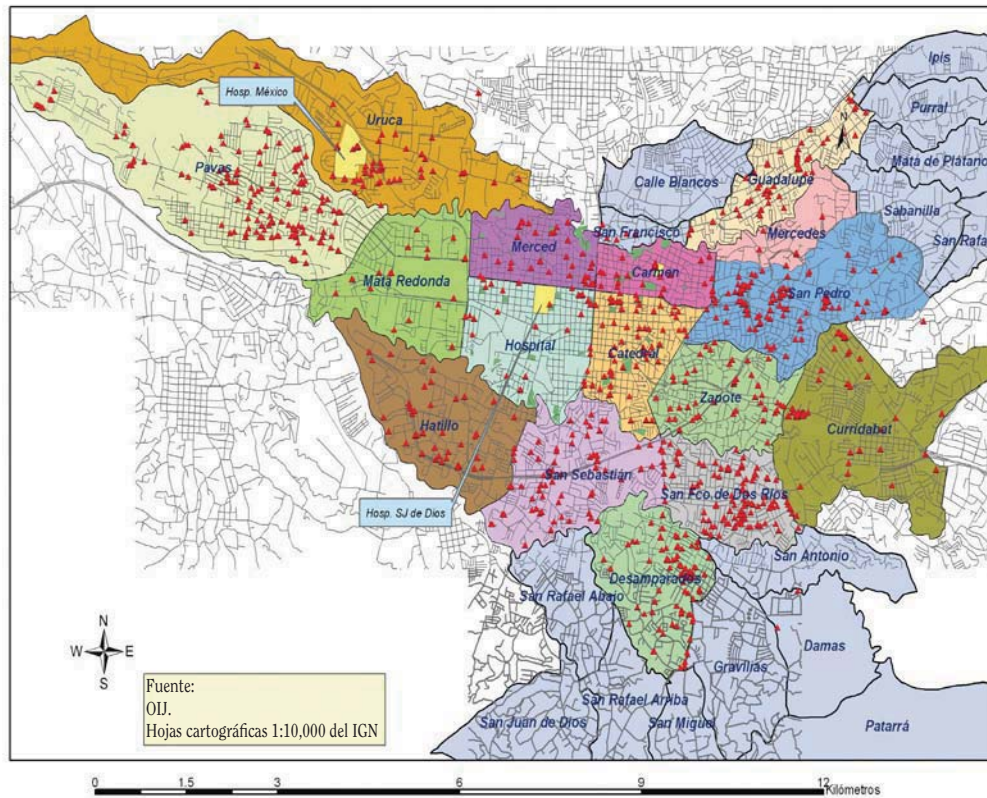 Ipis
Hosp. México
Purral
Uruca
Mata de Plátano
Calle Blancos
Guadalupe
N
Pavas
Sabanilla
San Francisco
Mercedes
San Rafa
Merced
Carmen
Mata Redonda
San Pedro
Hospital
Catedral
Zapote
Hatillo
Curridabat
San Sebastián
San Fco de Dos Rios
Hosp. SJ de Dios
San Antonio
Desamparados
San Rafael Abajo
N
W E
S
Damas
Gravilias
Fuente:
OIJ.
Hojas cartográficas 1:10,000 del IGN
San Rafael Arriba
San Juan de Dios
San Miguel
Patarrá
0 1.5 3 6 9 12
Kilómetros